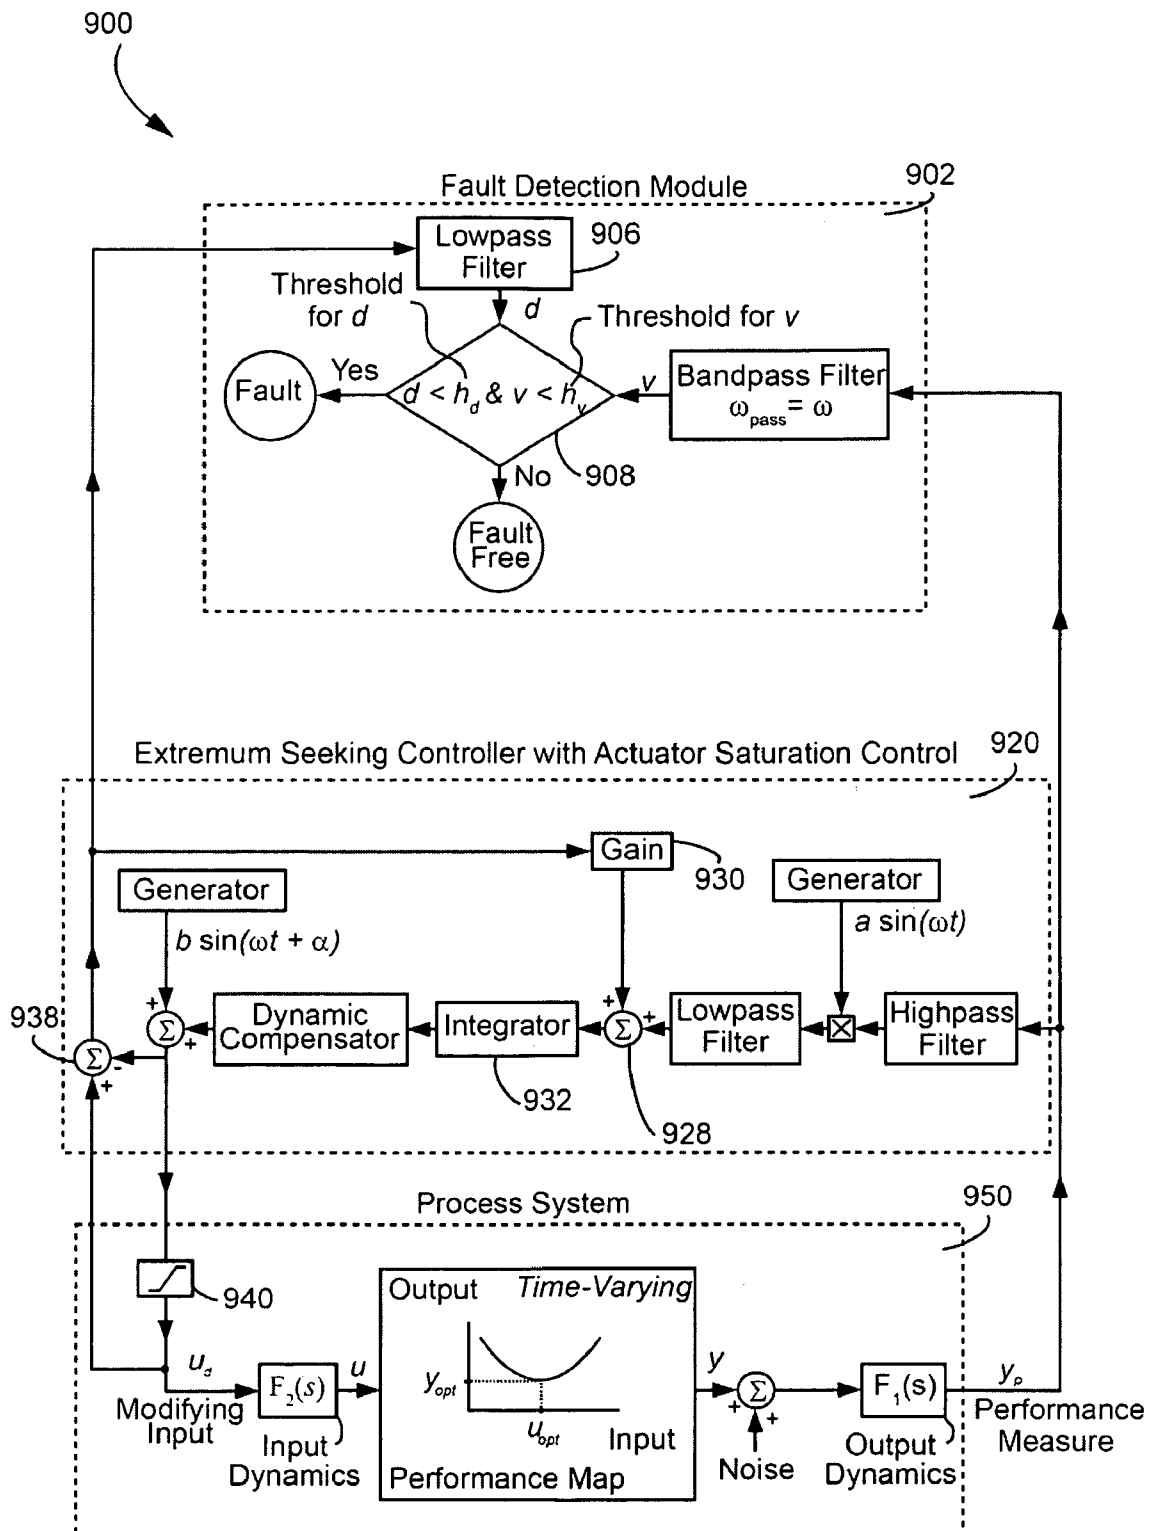 900
Fault Detection Module
902
Lowpass
Filter
906
Threshold
for d
d
Threshold for v
Yes
Fault
d < h_d & v < h_v
v
Bandpass Filter
ω_pass = ω
No
908
Fault
Free
Extremum Seeking Controller with Actuator Saturation Control
920
Gain
930
Generator
Generator
b sin(ωt + α)
a sin(ωt)
938
+
Σ
+
Dynamic
Compensator
Integrator
+
Σ
+
Lowpass
Filter
Highpass
Filter
Σ
-
+
932
928
Process System
950
940
Output
Time-Varying
y_opt
u_opt
Input
Performance Map
u_d
Modifying
Input
F₂(s)
Input
Dynamics
u
y
Σ
+
+
Noise
F₁(s)
Output
Dynamics
y_p
Performance
Measure